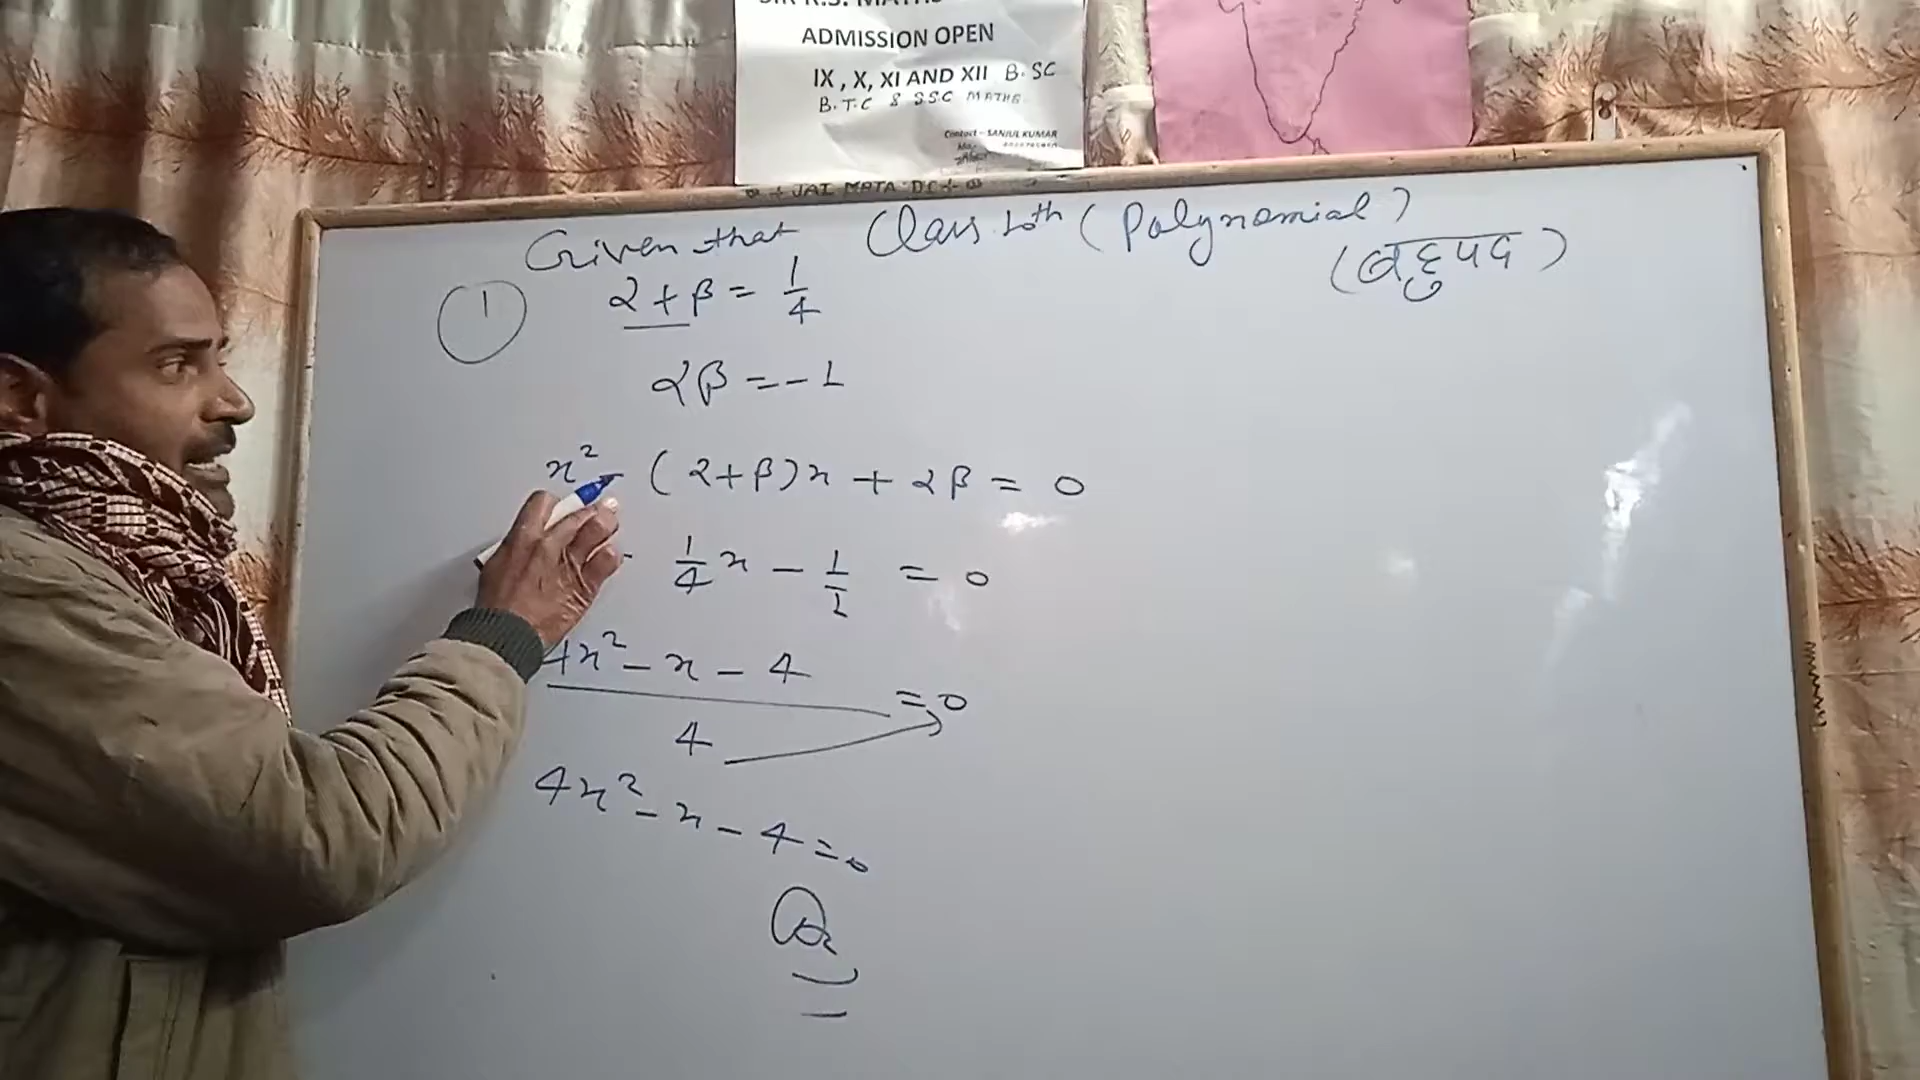 ADMISSION OPEN
IX, X, XI AND XII B.SC
B.T.C & SSC MATHS
Contact - SANJUL KUMAR
JAI MATA DI
Given that Class 10th (Polynomial)
(बहुपद)
1
α + β = 1/4
αβ = -1
x² - (α+β)x + αβ = 0
- 1/4 x - 1/1 = 0
4x² - x - 4 = 0
4
4x² - x - 4 = 0